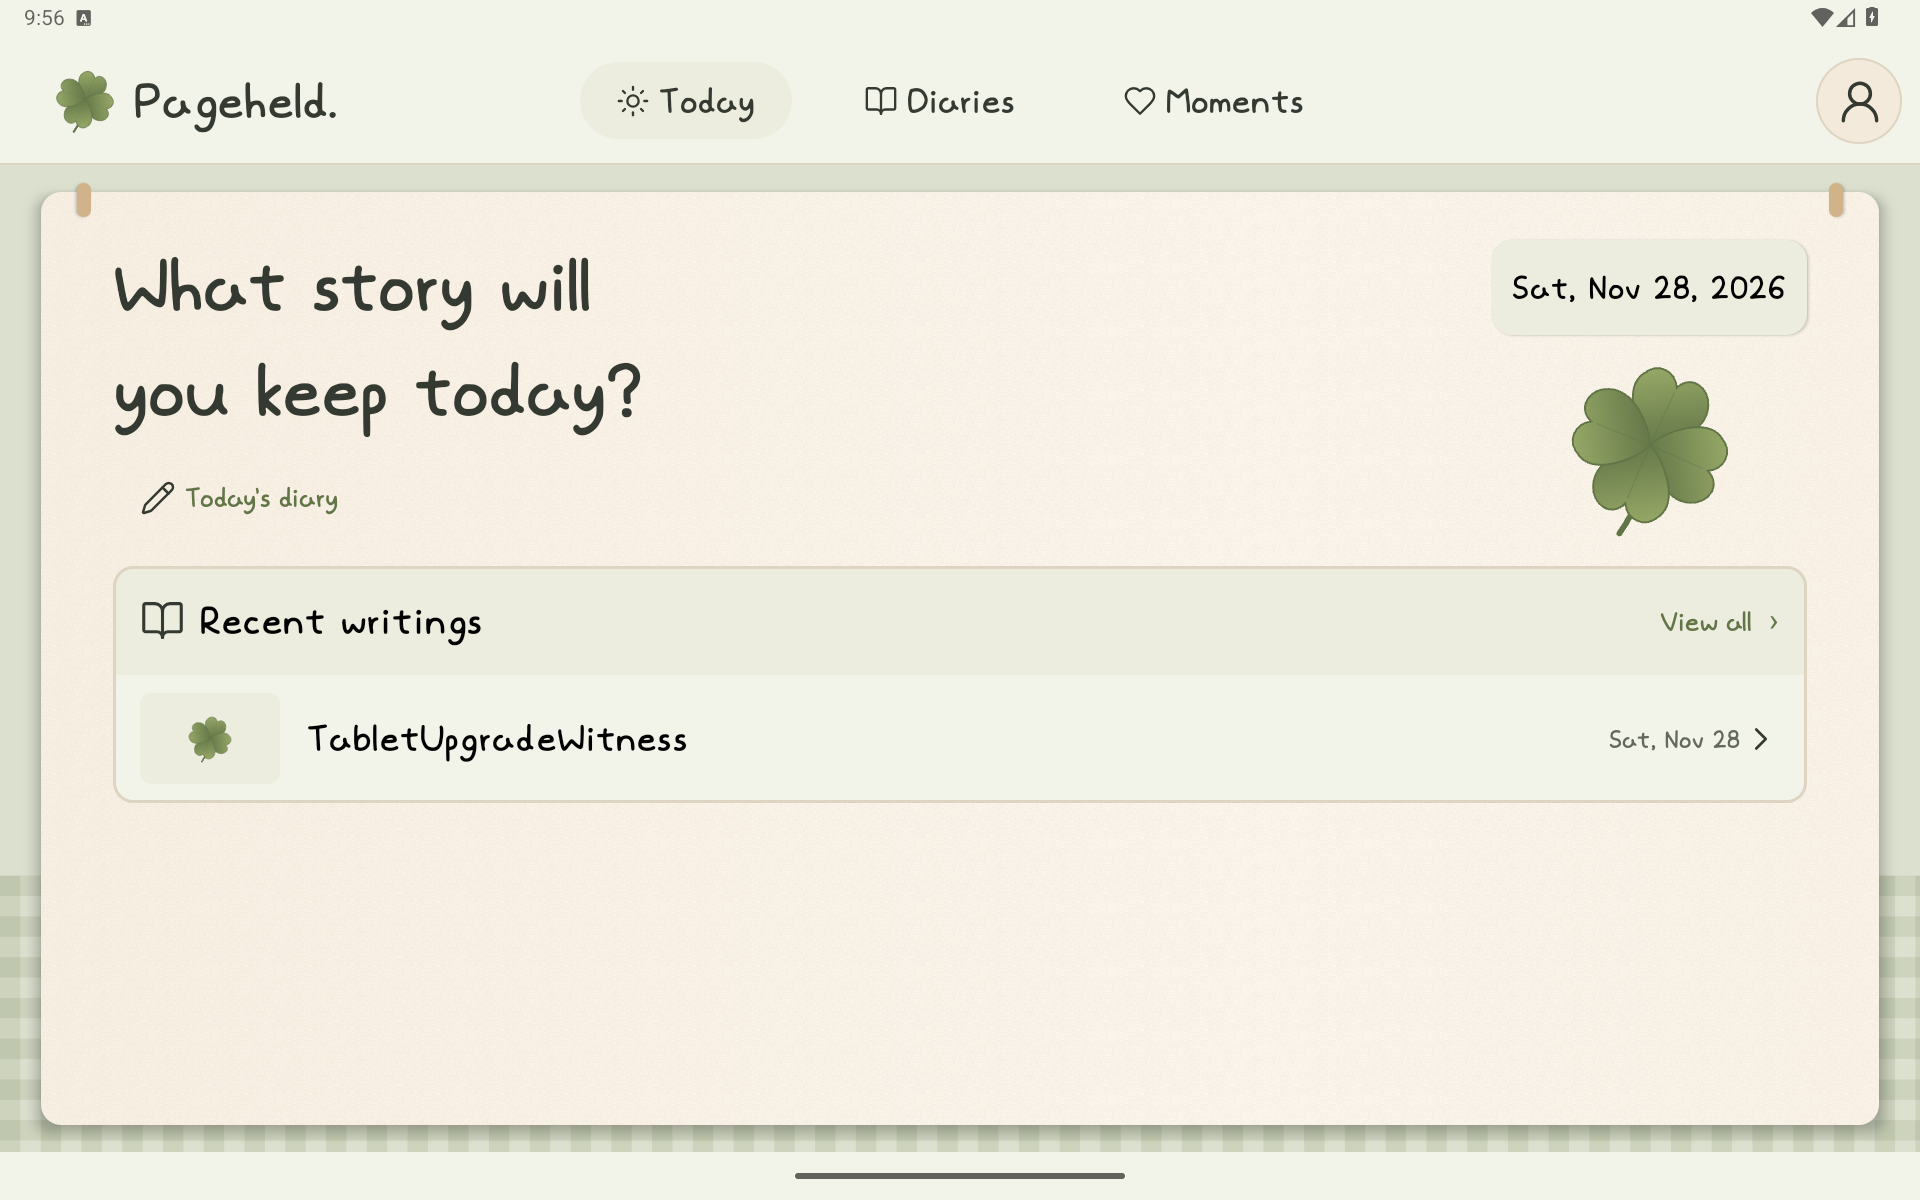 9:56
Pageheld.
Today
Diaries
Moments
What story will
you keep today?
Sat, Nov 28, 2026
Today's diary
Recent writings
View all ›
TabletUpgradeWitness
Sat, Nov 28